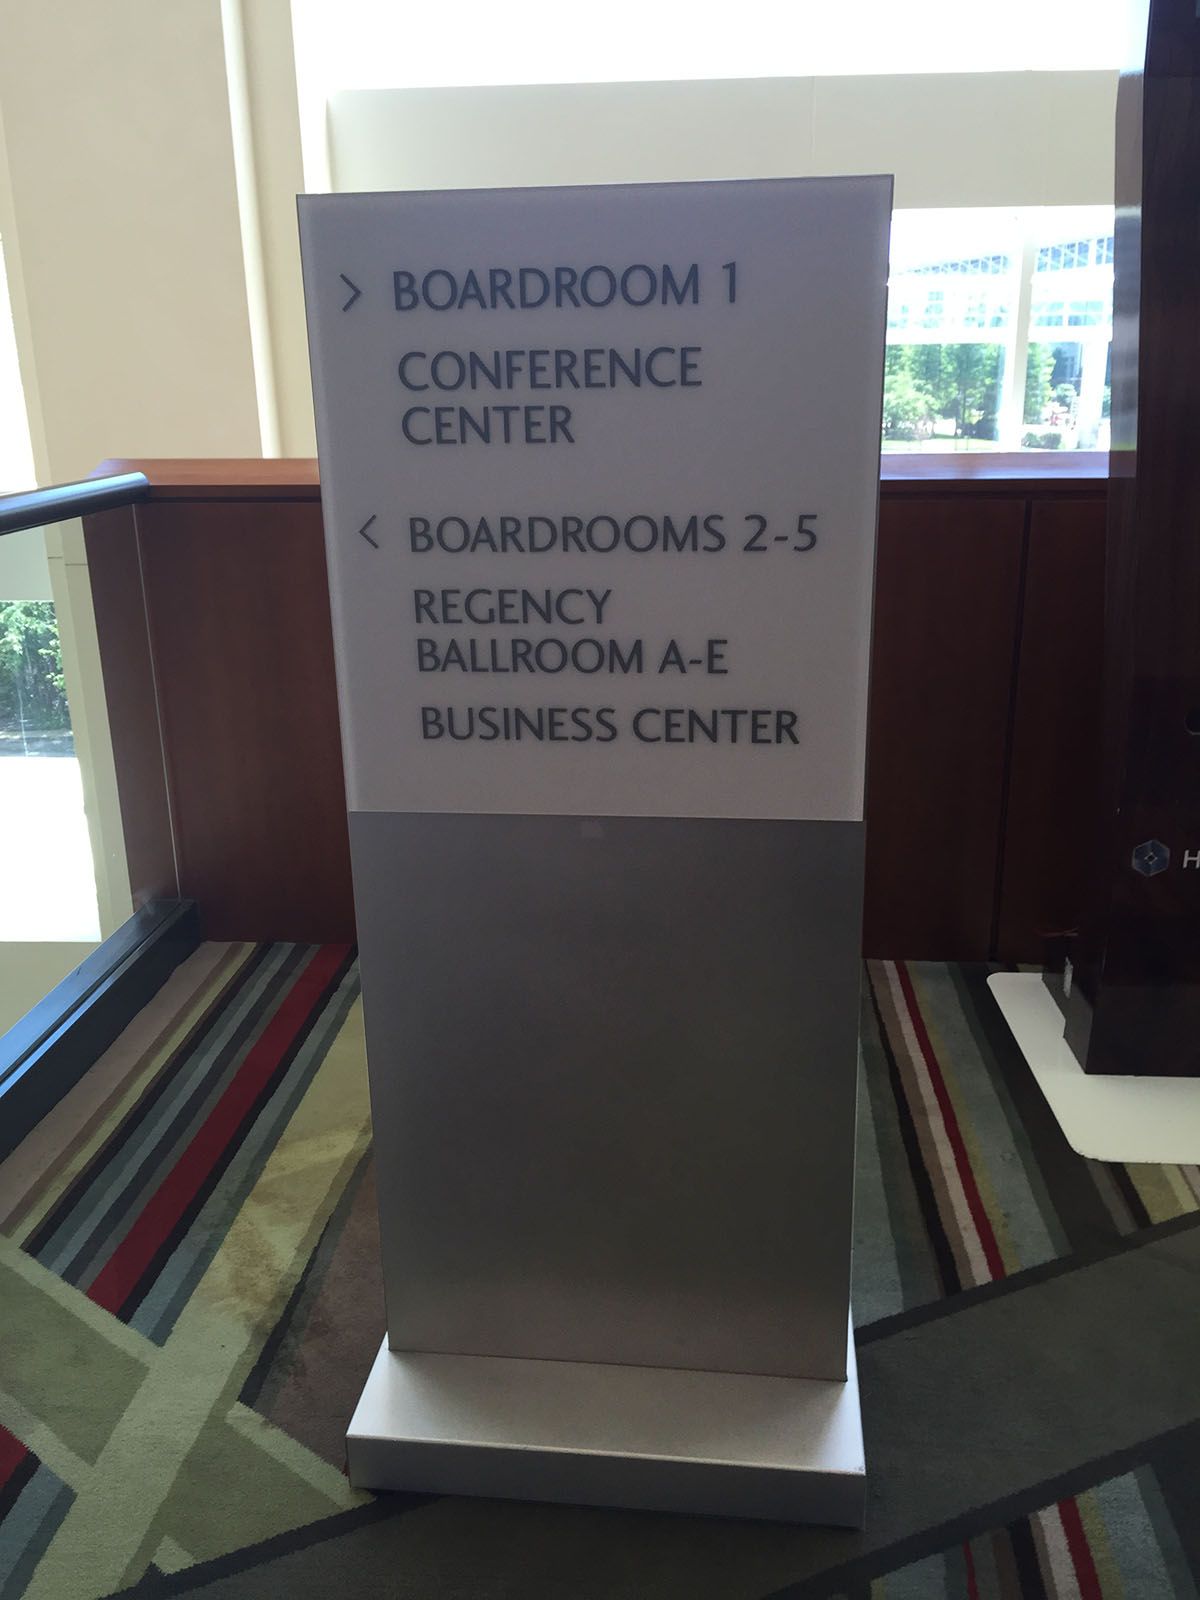 > BOARDROOM 1
CONFERENCE
CENTER
< BOARDROOMS 2-5
REGENCY
BALLROOM A-E
BUSINESS CENTER
H